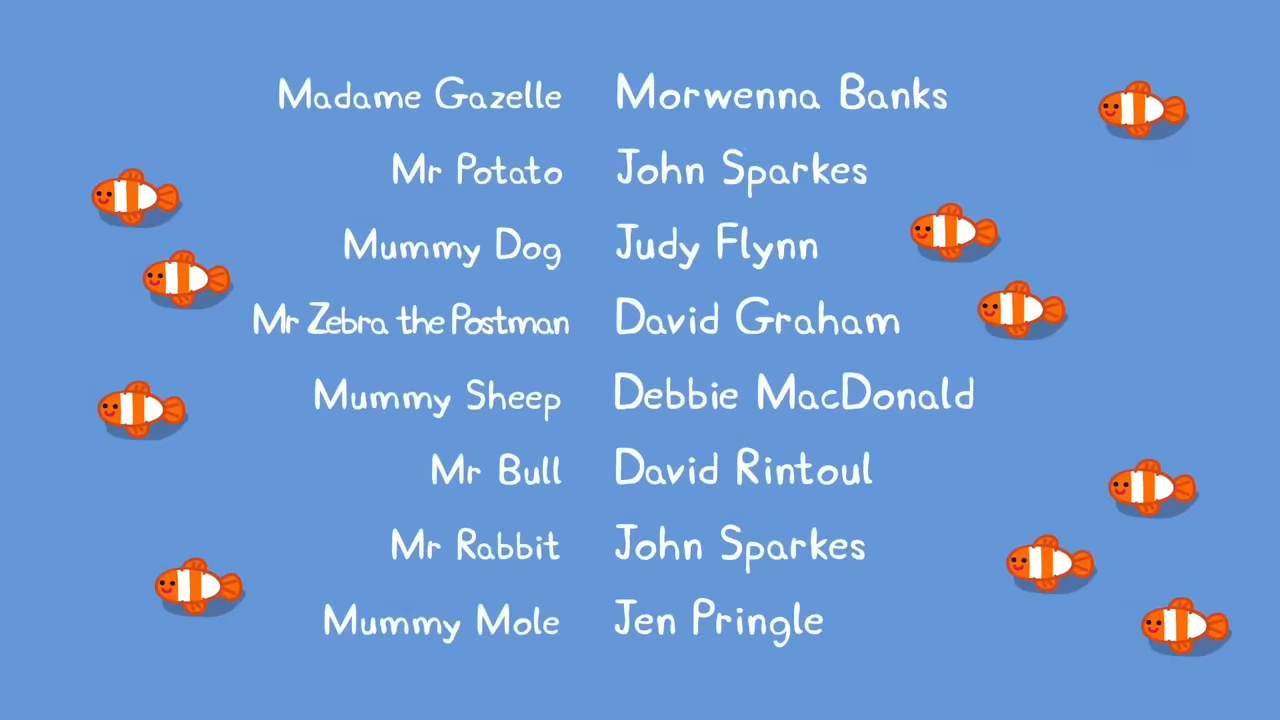 Madame Gazelle Morwenna Banks
Mr Potato John Sparkes
Mummy Dog Judy Flynn
Mr Zebra the Postman David Graham
Mummy Sheep Debbie MacDonald
Mr Bull David Rintoul
Mr Rabbit John Sparkes
Mummy Mole Jen Pringle